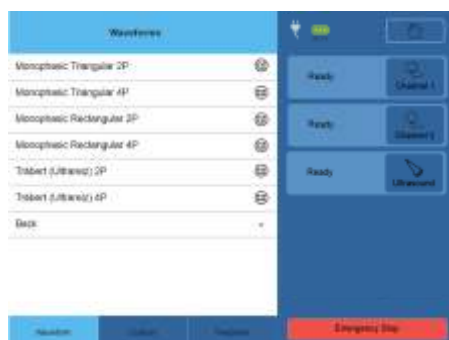 Waveforms
Monophasic Triangular 2P
Monophasic Triangular 4P
Monophasic Rectangular 2P
Monophasic Rectangular 4P
Träbert (Ultrareiz) 2P
Träbert (Ultrareiz) 4P
Back
Waveform
Ready
Channel 1
Ready
Channel 2
Ready
Ultrasound
Emergency Stop